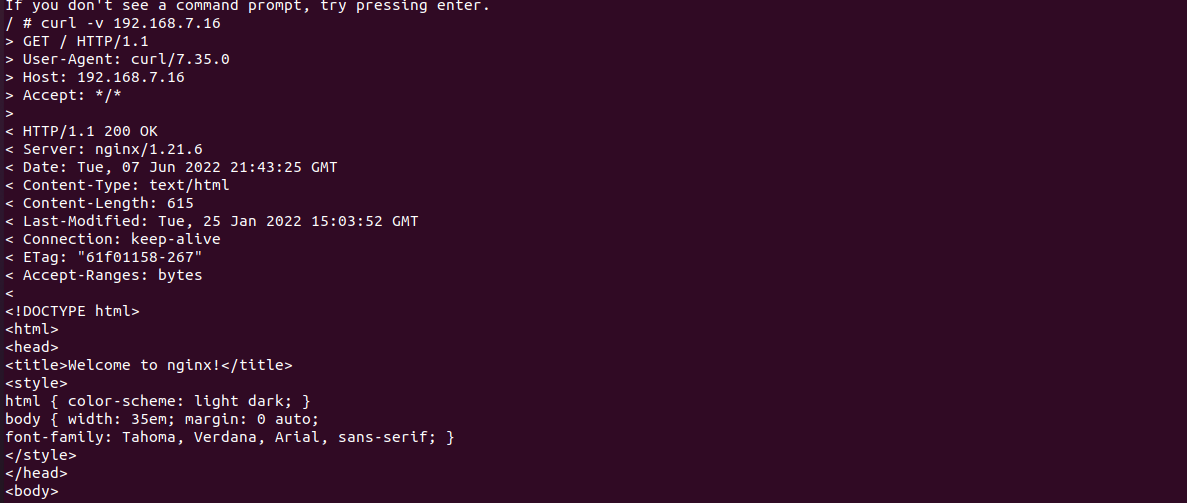 If you don't see a command prompt, try pressing enter.
/ # curl -v 192.168.7.16
> GET / HTTP/1.1
> User-Agent: curl/7.35.0
> Host: 192.168.7.16
> Accept: */*
>
< HTTP/1.1 200 OK
< Server: nginx/1.21.6
< Date: Tue, 07 Jun 2022 21:43:25 GMT
< Content-Type: text/html
< Content-Length: 615
< Last-Modified: Tue, 25 Jan 2022 15:03:52 GMT
< Connection: keep-alive
< ETag: "61f01158-267"
< Accept-Ranges: bytes
<
<!DOCTYPE html>
<html>
<head>
<title>Welcome to nginx!</title>
<style>
html { color-scheme: light dark; }
body { width: 35em; margin: 0 auto;
font-family: Tahoma, Verdana, Arial, sans-serif; }
</style>
</head>
<body>